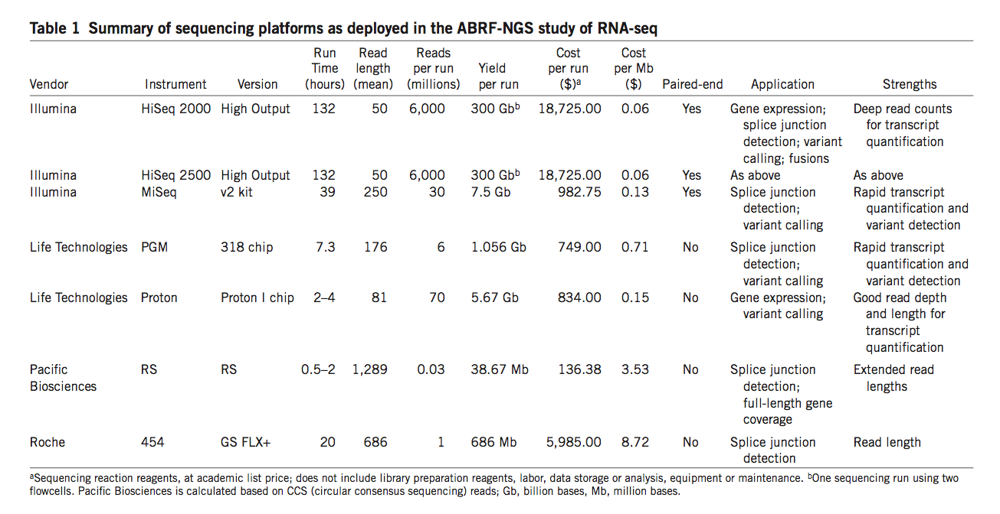 Table 1 Summary of sequencing platforms as deployed in the ABRF-NGS study of RNA-seq
Vendor Instrument Version Run Time (hours) Read length (mean) Reads per run (millions) Yield per run Cost per run ($)a Cost per Mb ($) Paired-end Application Strengths
Illumina HiSeq 2000 High Output 132 50 6,000 300 Gbb 18,725.00 0.06 Yes Gene expression; Deep read counts
splice junction for transcript
detection; variant quantification
calling; fusions
Illumina HiSeq 2500 High Output 132 50 6,000 300 Gbb 18,725.00 0.06 Yes As above As above
Illumina MiSeq v2 kit 39 250 30 7.5 Gb 982.75 0.13 Yes Splice junction Rapid transcript
detection; quantification and
variant calling variant detection
Life Technologies PGM 318 chip 7.3 176 6 1.056 Gb 749.00 0.71 No Splice junction Rapid transcript
detection; quantification and
variant calling variant detection
Life Technologies Proton Proton I chip 2–4 81 70 5.67 Gb 834.00 0.15 No Gene expression; Good read depth
variant calling and length for
transcript
quantification
Pacific RS RS 0.5–2 1,289 0.03 38.67 Mb 136.38 3.53 No Splice junction Extended read
Biosciences detection; lengths
full-length gene
coverage
Roche 454 GS FLX+ 20 686 1 686 Mb 5,985.00 8.72 No Splice junction Read length
detection
aSequencing reaction reagents, at academic list price; does not include library preparation reagents, labor, data storage or analysis, equipment or maintenance. bOne sequencing run using two
flowcells. Pacific Biosciences is calculated based on CCS (circular consensus sequencing) reads; Gb, billion bases, Mb, million bases.